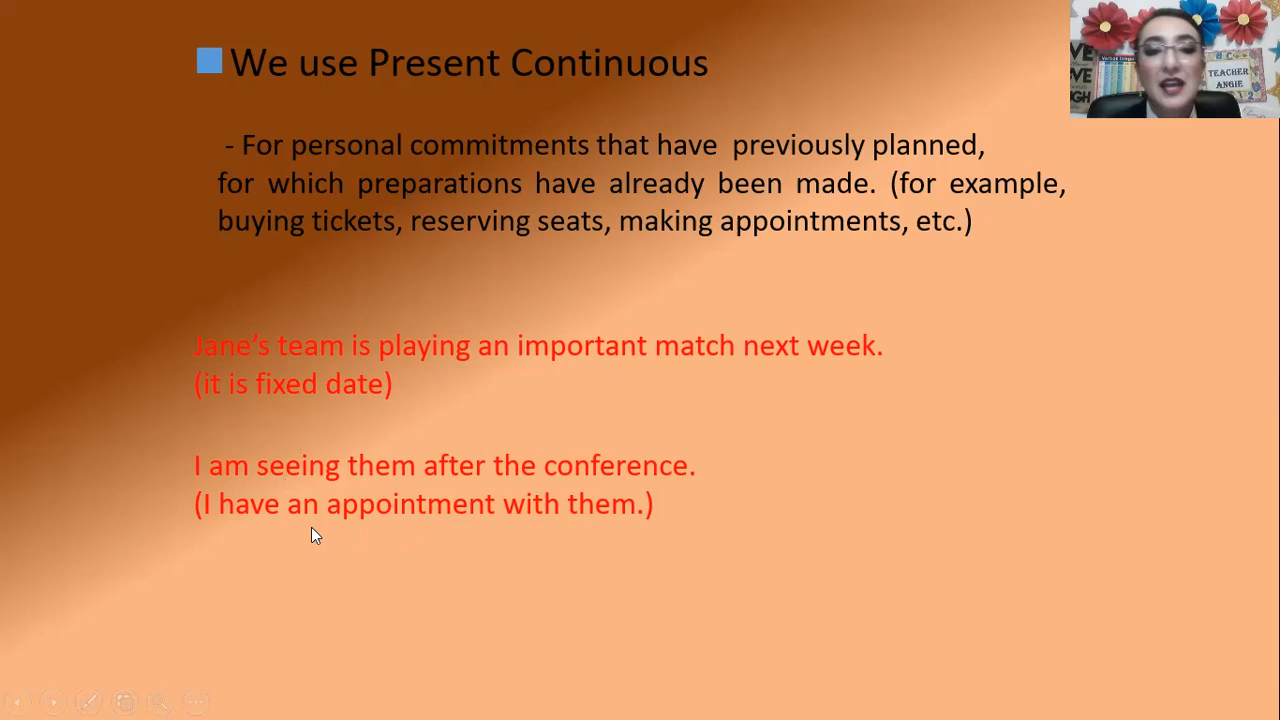 We use Present Continuous
- For personal commitments that have previously planned,
for which preparations have already been made. (for example,
buying tickets, reserving seats, making appointments, etc.)
Jane's team is playing an important match next week.
(it is fixed date)
I am seeing them after the conference.
(I have an appointment with them.)
TEACHER
ANGIE